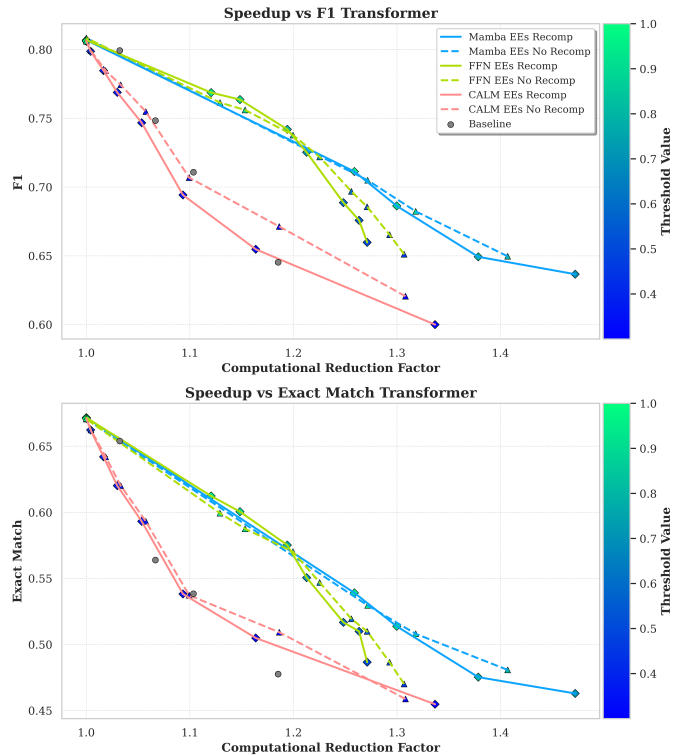 Speedup vs F1 Transformer
Mamba EEs Recomp
Mamba EEs No Recomp
FFN EEs Recomp
FFN EEs No Recomp
CALM EEs Recomp
CALM EEs No Recomp
Baseline
0.80
0.75
0.70
0.65
0.60
F1
1.0
1.1
1.2
1.3
1.4
Computational Reduction Factor
1.0
0.9
0.8
0.7
0.6
0.5
0.4
Threshold Value
Speedup vs Exact Match Transformer
0.65
0.60
0.55
0.50
0.45
Exact Match
1.0
1.1
1.2
1.3
1.4
Computational Reduction Factor
1.0
0.9
0.8
0.7
0.6
0.5
0.4
Threshold Value